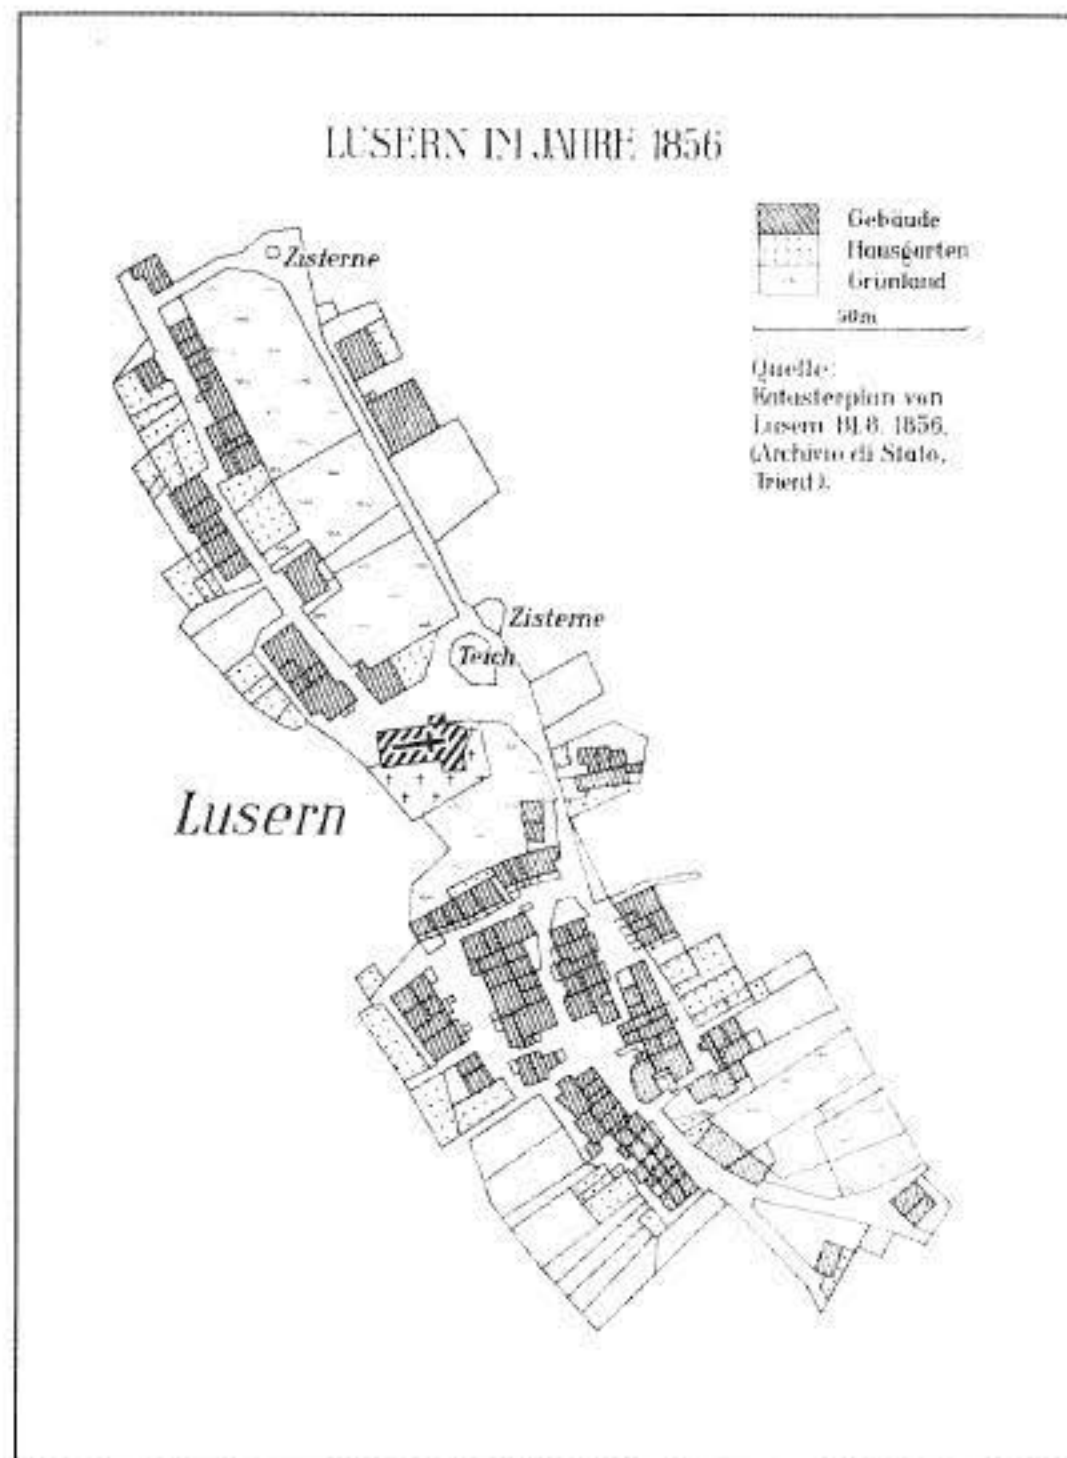 LUSERN IM JAHRE 1856
Gebäude
Hausgarten
Grünland
50m
Quelle:
Katasterplan von
Lusern Bl.8. 1856.
(Archivio di Stato,
Trient).
Zisterne
Zisterne
Teich
Lusern